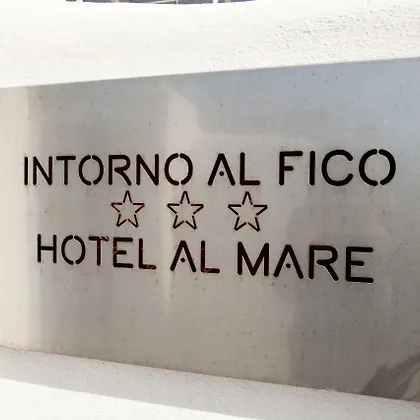 INTORNO AL FICO
☆ ☆ ☆
HOTEL AL MARE